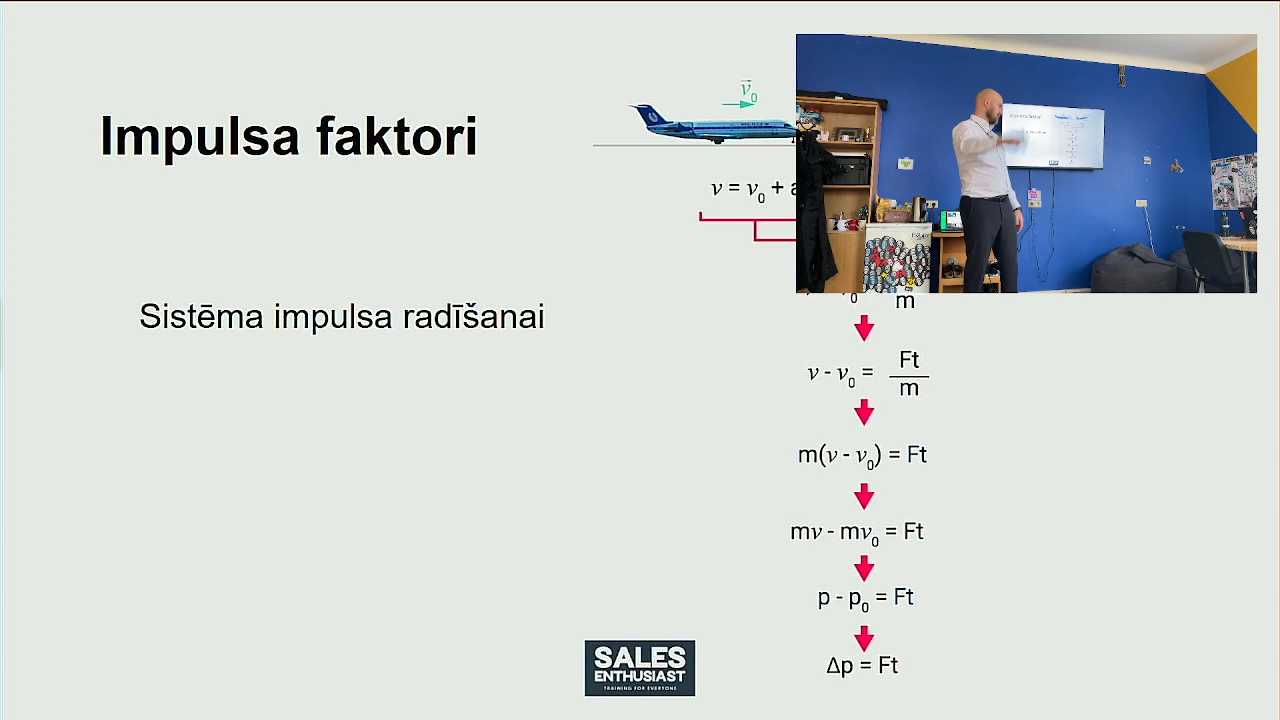 Impulsa faktori
v⃗₀
v = v₀ + a
Sistēma impulsa radīšanai
m
v - v₀ = Ft
m
m(v - v₀) = Ft
mv - mv₀ = Ft
p - p₀ = Ft
Δp = Ft
SALES
ENTHUSIAST
TRAINING FOR EVERYONE